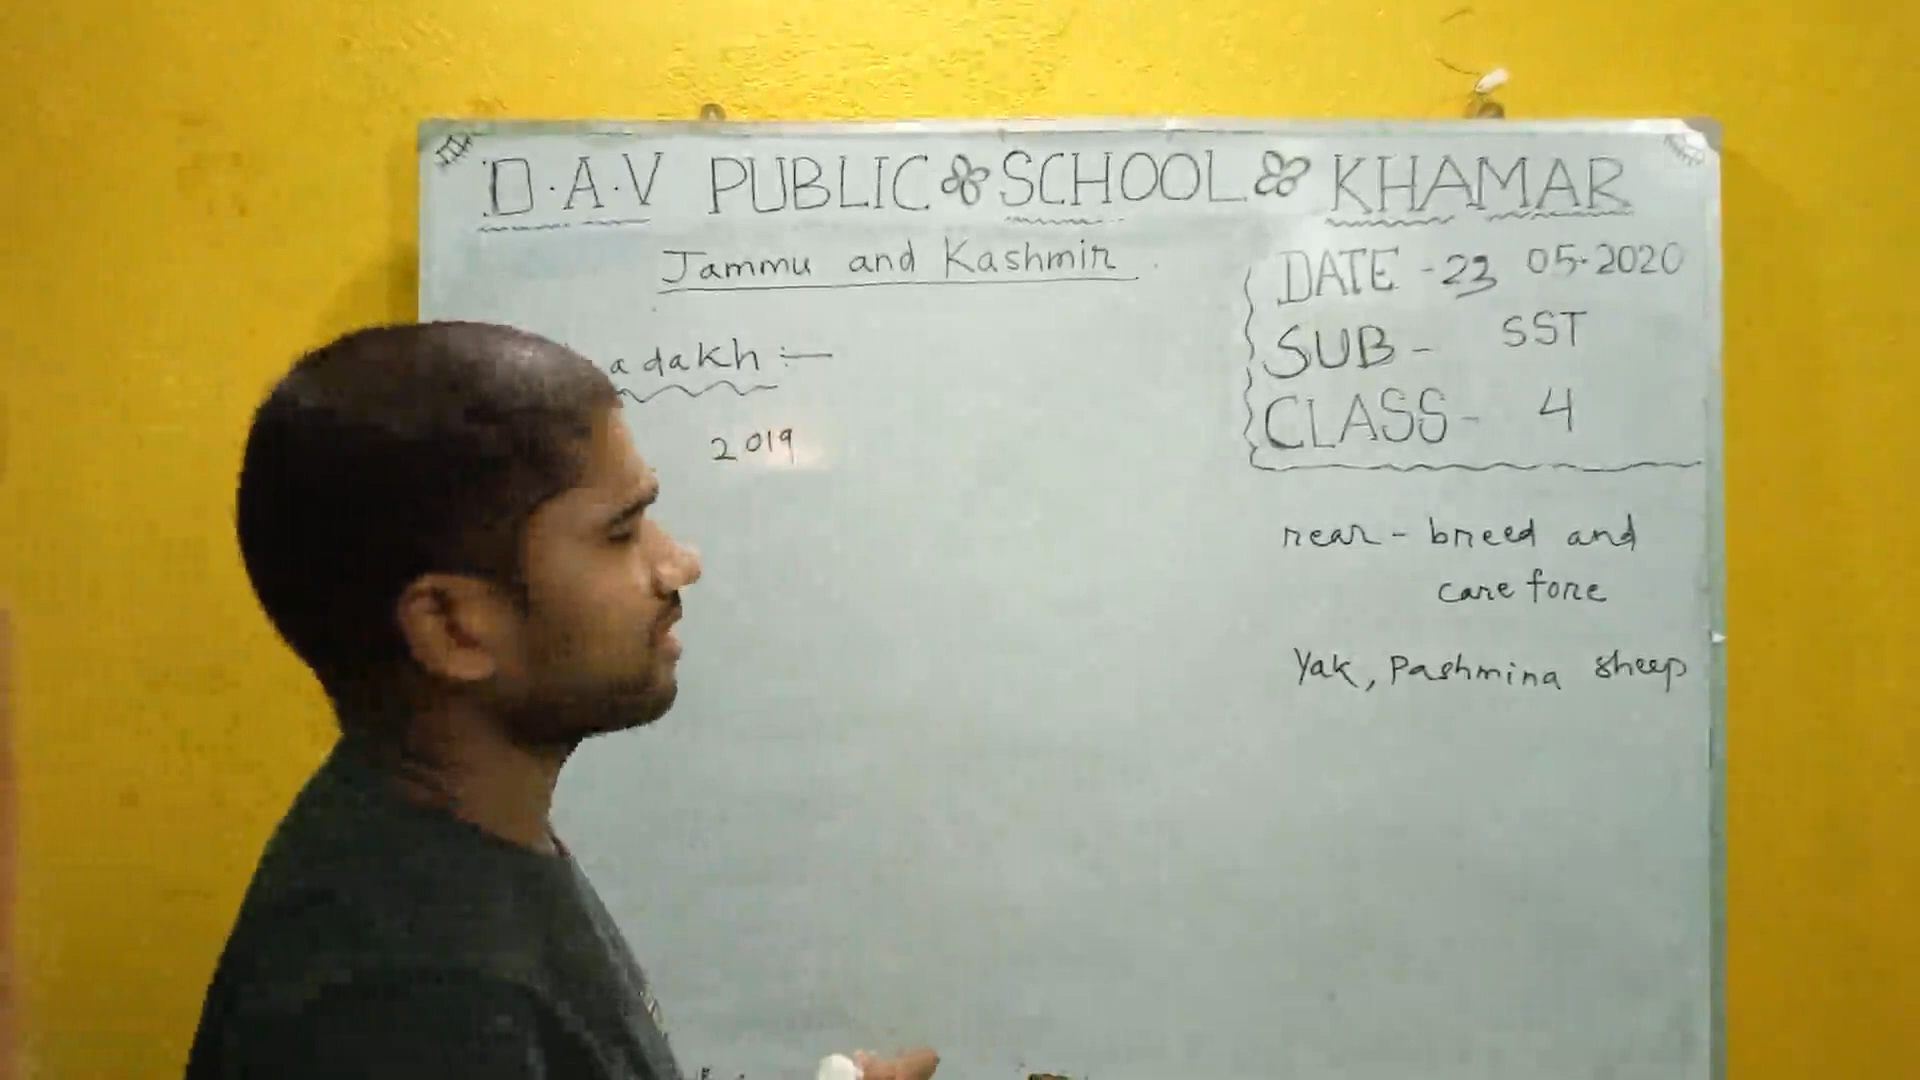 D.A.V PUBLIC SCHOOL KHAMAR
Jammu and Kashmir
DATE - 23 05.2020
SUB - SST
CLASS - 4
adakh :—
2019
rear - breed and
care fore
Yak, Pashmina sheep